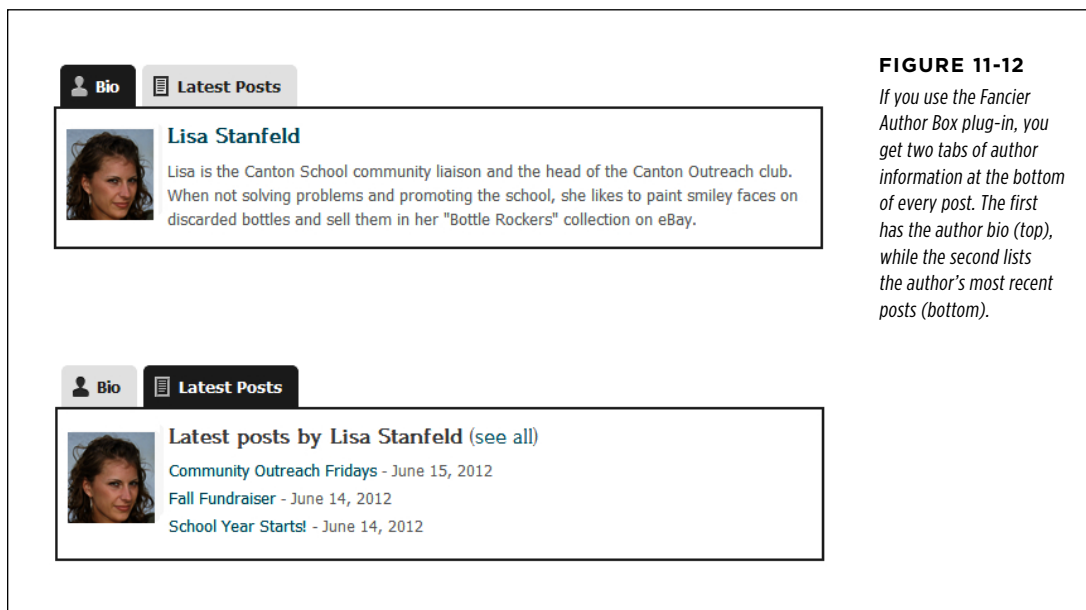 Bio
Latest Posts
Lisa Stanfeld
Lisa is the Canton School community liaison and the head of the Canton Outreach club.
When not solving problems and promoting the school, she likes to paint smiley faces on
discarded bottles and sell them in her "Bottle Rockers" collection on eBay.
Bio
Latest Posts
Latest posts by Lisa Stanfeld (see all)
Community Outreach Fridays - June 15, 2012
Fall Fundraiser - June 14, 2012
School Year Starts! - June 14, 2012
FIGURE 11-12
If you use the Fancier
Author Box plug-in, you
get two tabs of author
information at the bottom
of every post. The first
has the author bio (top),
while the second lists
the author’s most recent
posts (bottom).